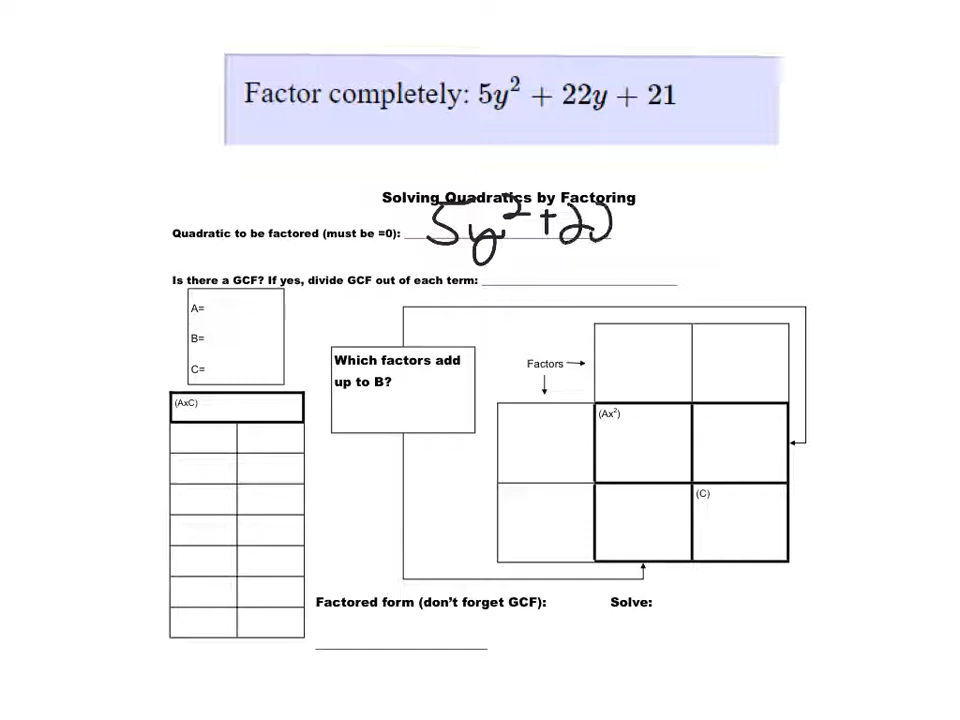 Factor completely: 5y² + 22y + 21
Solving Quadratics by Factoring
Quadratic to be factored (must be =0): 5y² + 2
Is there a GCF? If yes, divide GCF out of each term:
A=
B=
C=
Which factors add
up to B?
Factors
(AxC)
(Ax²)
(C)
Factored form (don't forget GCF):
Solve: